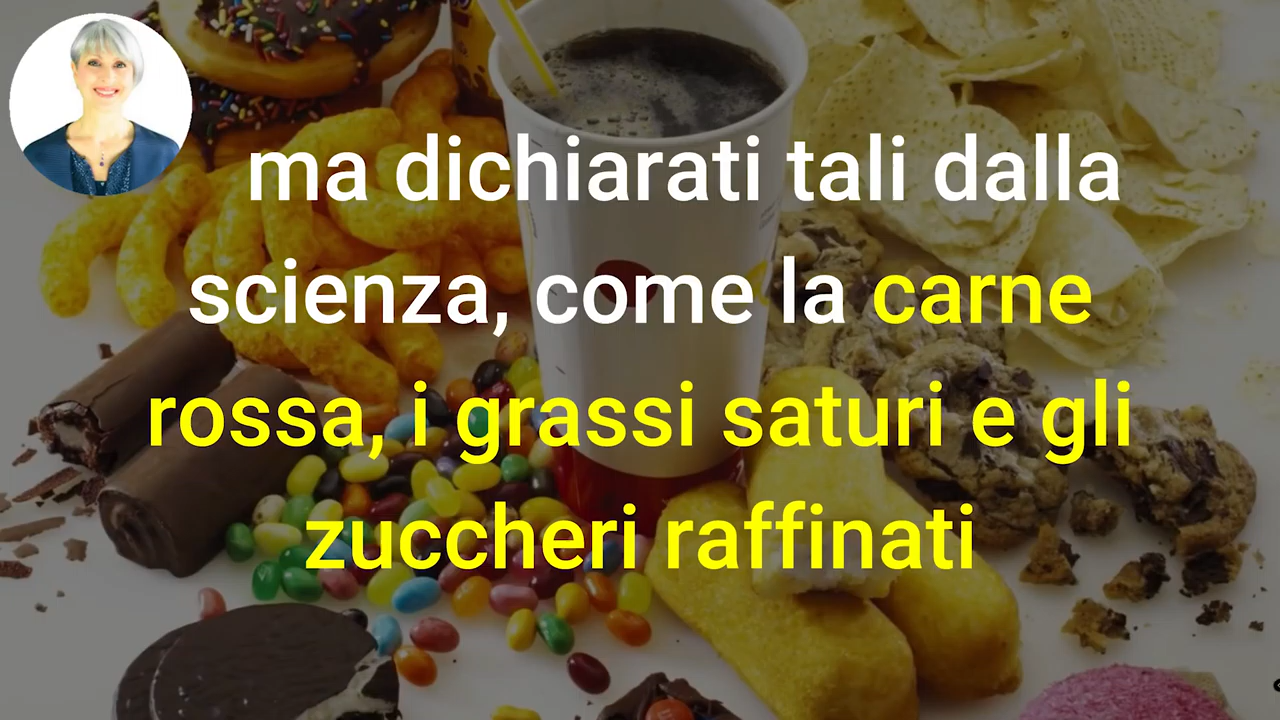 ma dichiarati tali dalla
scienza, come la carne
rossa, i grassi saturi e gli
zuccheri raffinati